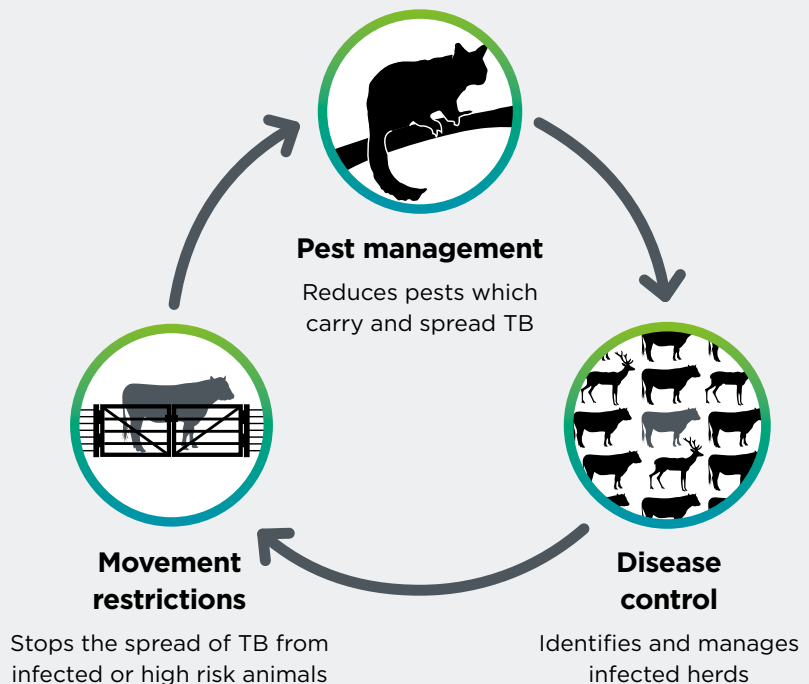 Pest management
Reduces pests which
carry and spread TB
Movement
restrictions
Stops the spread of TB from
infected or high risk animals
Disease
control
Identifies and manages
infected herds